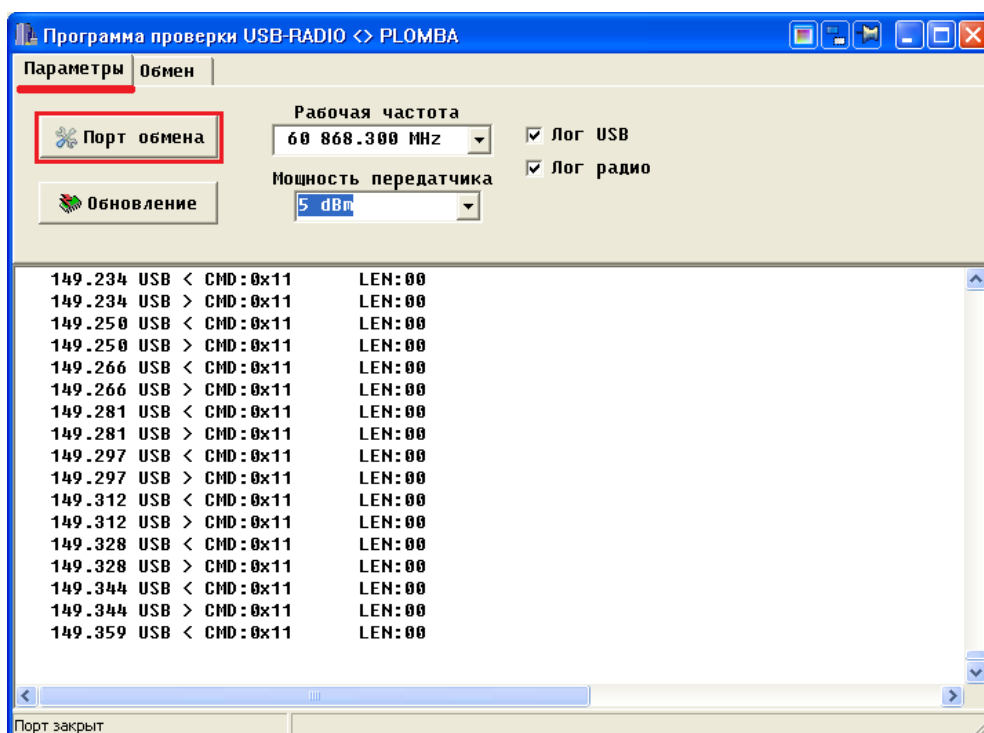 Программа проверки USB-RADIO <> PLOMBA
Параметры Обмен
Порт обмена
Рабочая частота
60 868.300 MHz
Лог USB
Мощность передатчика
Лог радио
Обновление
5 dBm
149.234 USB < CMD:0x11 LEN:00
149.234 USB > CMD:0x11 LEN:00
149.250 USB < CMD:0x11 LEN:00
149.250 USB > CMD:0x11 LEN:00
149.266 USB < CMD:0x11 LEN:00
149.266 USB > CMD:0x11 LEN:00
149.281 USB < CMD:0x11 LEN:00
149.281 USB > CMD:0x11 LEN:00
149.297 USB < CMD:0x11 LEN:00
149.297 USB > CMD:0x11 LEN:00
149.312 USB < CMD:0x11 LEN:00
149.312 USB > CMD:0x11 LEN:00
149.328 USB < CMD:0x11 LEN:00
149.328 USB > CMD:0x11 LEN:00
149.344 USB < CMD:0x11 LEN:00
149.344 USB > CMD:0x11 LEN:00
149.359 USB < CMD:0x11 LEN:00
Порт закрыт